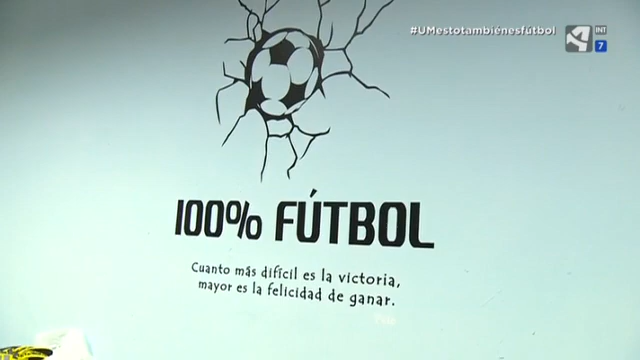 #UMestotambiénesfútbol
INT
7
100% FÚTBOL
Cuanto más difícil es la victoria,
mayor es la felicidad de ganar.